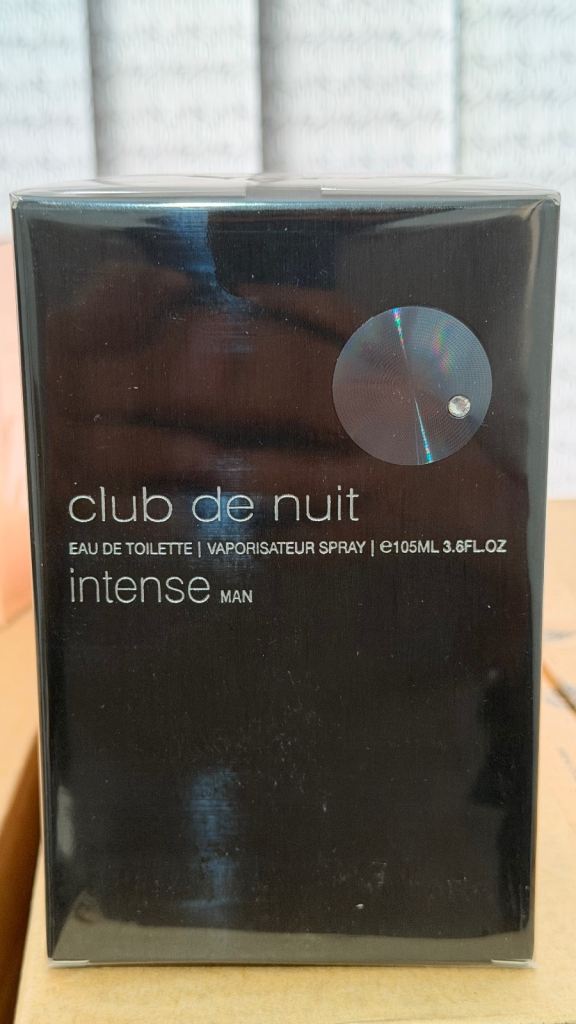 club de nuit
EAU DE TOILETTE | VAPORISATEUR SPRAY | ℮105ML 3.6FL.OZ
intense MAN